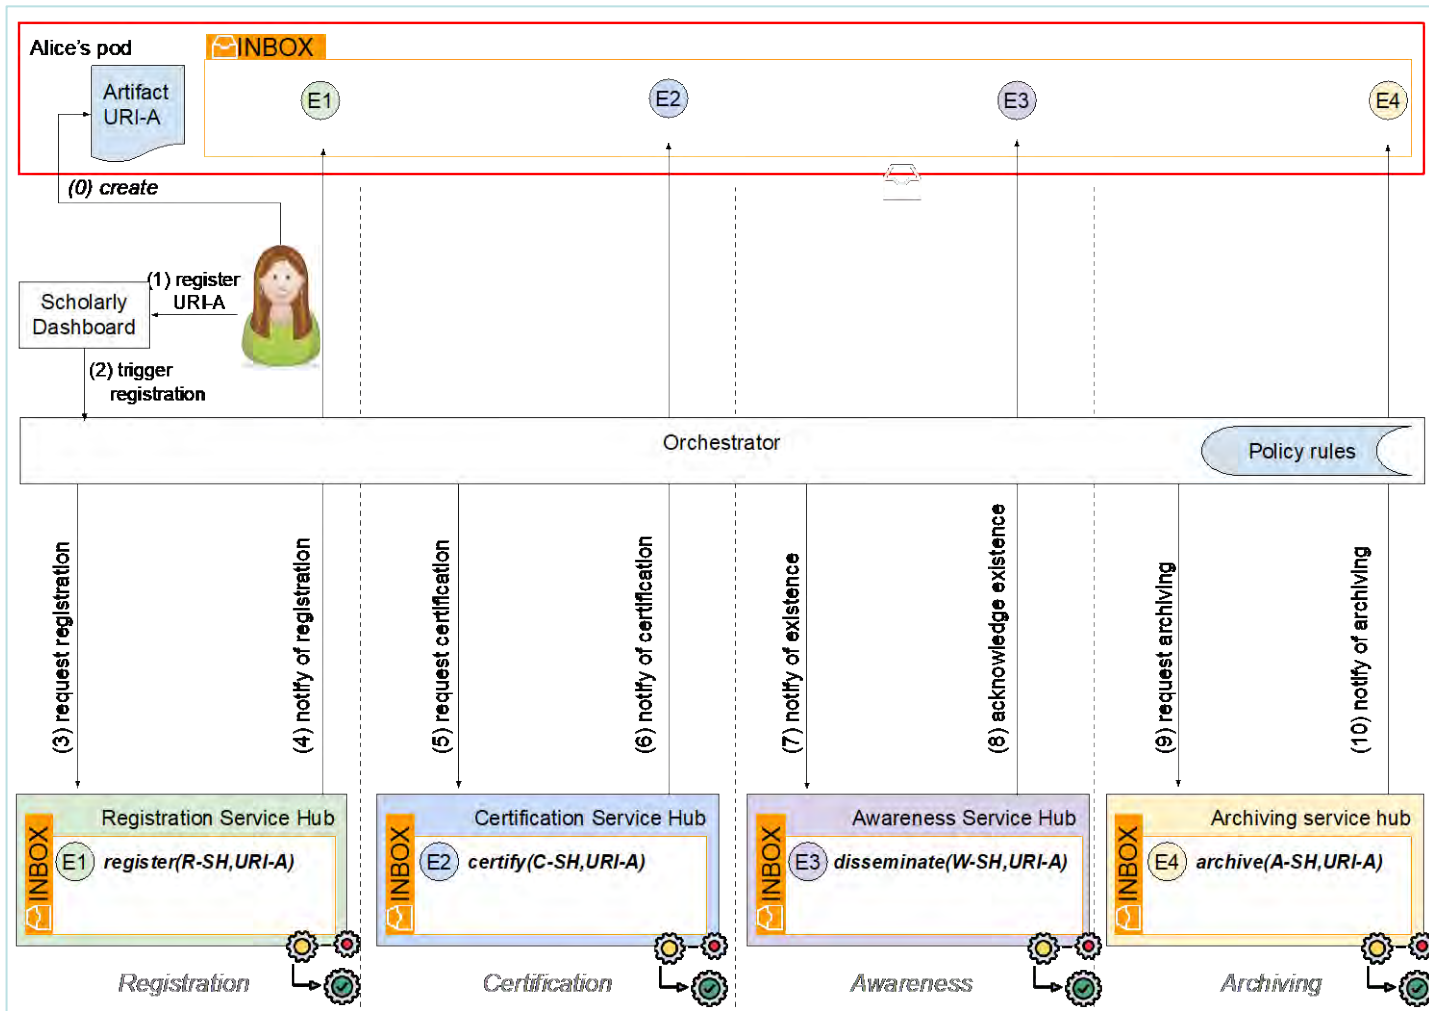 Alice's pod
INBOX
Artifact
URI-A
E1
E2
E3
E4
(0) create
(1) register
URI-A
Scholarly
Dashboard
(2) trigger
registration
Orchestrator
Policy rules
(3) request registration
(4) notify of registration
(5) request certification
(6) notify of certification
(7) notify of existence
(8) acknowledge existence
(9) request archiving
(10) notify of archiving
Registration Service Hub
INBOX
E1
register(R-SH,URI-A)
Certification Service Hub
INBOX
E2
certify(C-SH,URI-A)
Awareness Service Hub
INBOX
E3
disseminate(W-SH,URI-A)
Archiving service hub
INBOX
E4
archive(A-SH,URI-A)
Registration
Certification
Awareness
Archiving